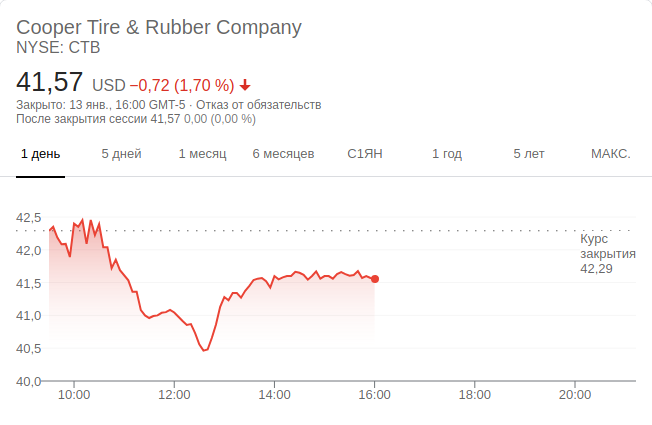 Cooper Tire & Rubber Company
NYSE: CTB
41,57 USD −0,72 (1,70 %)
Закрыто: 13 янв., 16:00 GMT-5 · Отказ от обязательств
После закрытия сессии 41,57 0,00 (0,00 %)
1 день 5 дней 1 месяц 6 месяцев С1ЯН 1 год 5 лет МАКС.
42,5
Курс
закрытия
42,29
42,0
41,5
41,0
40,5
40,0
10:00 12:00 14:00 16:00 18:00 20:00